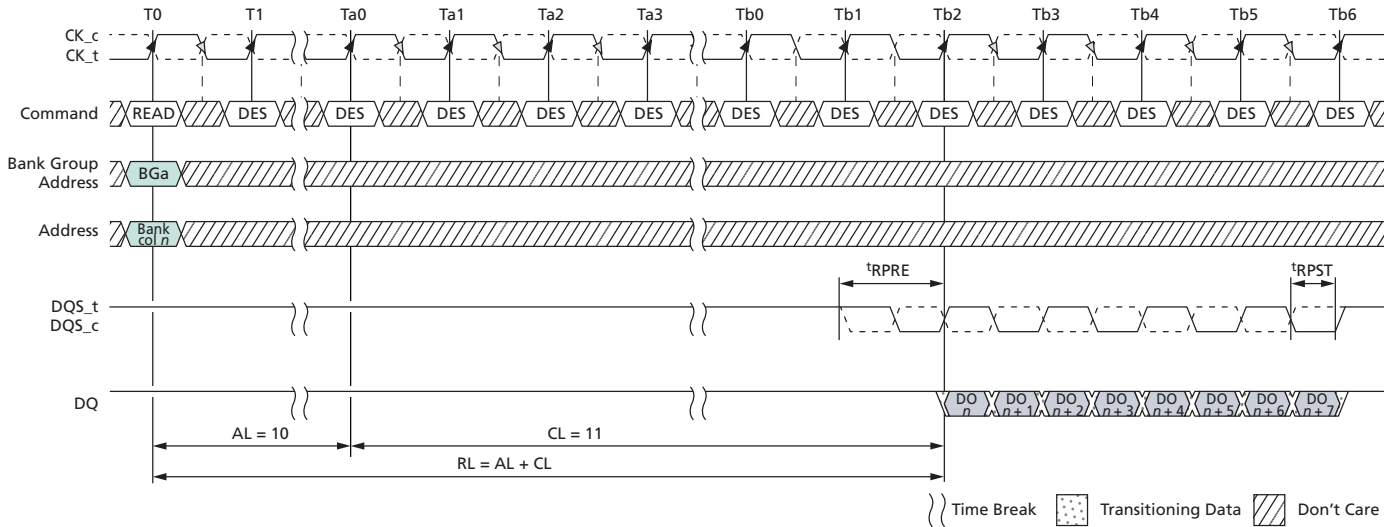 T0 T1 Ta0 Ta1 Ta2 Ta3 Tb0 Tb1 Tb2 Tb3 Tb4 Tb5 Tb6
CK_c
CK_t
Command READ DES DES DES DES DES DES DES DES DES DES DES DES
Bank Group
Address
BGa
Address
Bank
col n
tRPRE
tRPST
DQS_t
DQS_c
DQ
DO DO DO DO DO DO DO DO
n n + 1 n + 2 n + 3 n + 4 n + 5 n + 6 n + 7
AL = 10 CL = 11
RL = AL + CL
Time Break Transitioning Data Don’t Care